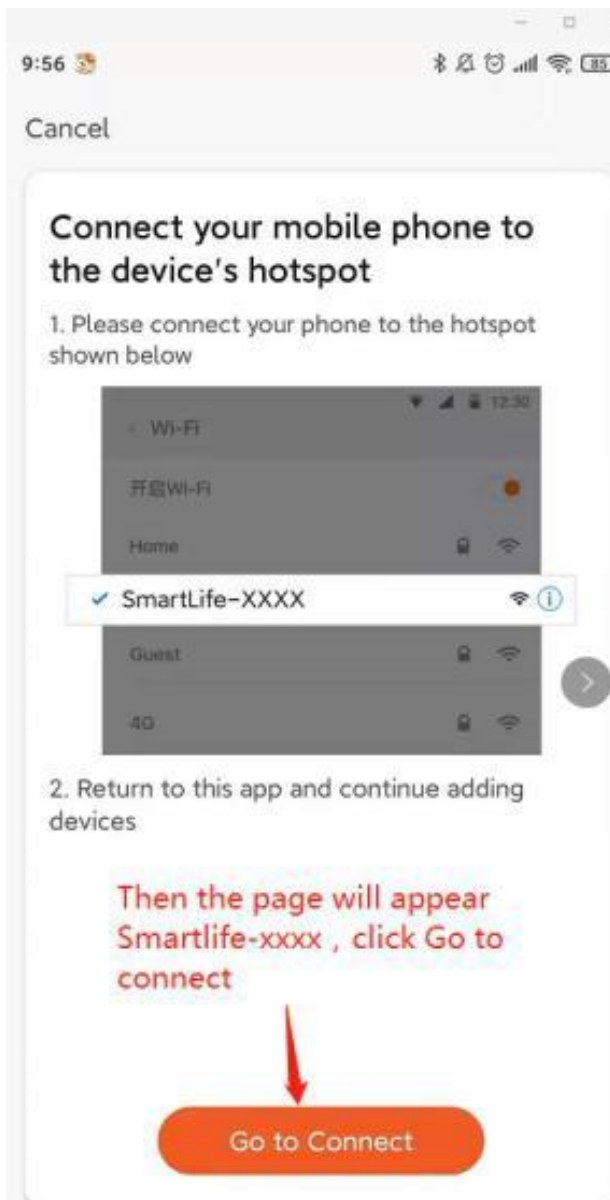 9:56
85
Cancel
Connect your mobile phone to
the device's hotspot
1. Please connect your phone to the hotspot
shown below
12:30
Wi-Fi
开启Wi-Fi
Home
SmartLife-XXXX
Guest
4G
2. Return to this app and continue adding
devices
Then the page will appear
Smartlife-xxxx , click Go to
connect
Go to Connect